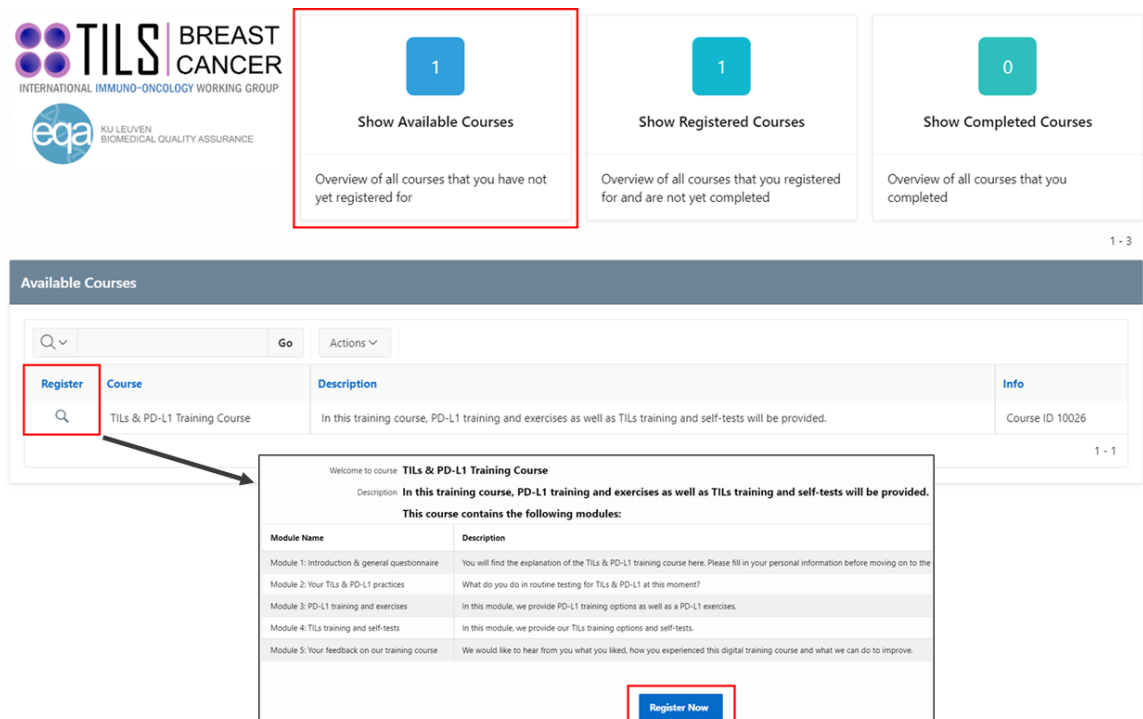 TILS BREAST CANCER
INTERNATIONAL IMMUNO-ONCOLOGY WORKING GROUP
eqa KU LEUVEN
BIOMEDICAL QUALITY ASSURANCE
1
Show Available Courses
Overview of all courses that you have not
yet registered for
1
Show Registered Courses
Overview of all courses that you registered
for and are not yet completed
0
Show Completed Courses
Overview of all courses that you
completed
1 - 3
Available Courses
Go Actions
Register Course Description Info
TILs & PD-L1 Training Course In this training course, PD-L1 training and exercises as well as TILs training and self-tests will be provided. Course ID 10026
1 - 1
Welcome to course TILs & PD-L1 Training Course
Description In this training course, PD-L1 training and exercises as well as TILs training and self-tests will be provided.
This course contains the following modules:
Module Name Description
Module 1: Introduction & general questionnaire You will find the explanation of the TILs & PD-L1 training course here. Please fill in your personal information before moving on to the
Module 2: Your TILs & PD-L1 practices What do you do in routine testing for TILs & PD-L1 at this moment?
Module 3: PD-L1 training and exercises In this module, we provide PD-L1 training options as well as a PD-L1 exercises.
Module 4: TILs training and self-tests In this module, we provide our TILs training options and self-tests.
Module 5: Your feedback on our training course We would like to hear from you what you liked, how you experienced this digital training course and what we can do to improve.
Register Now